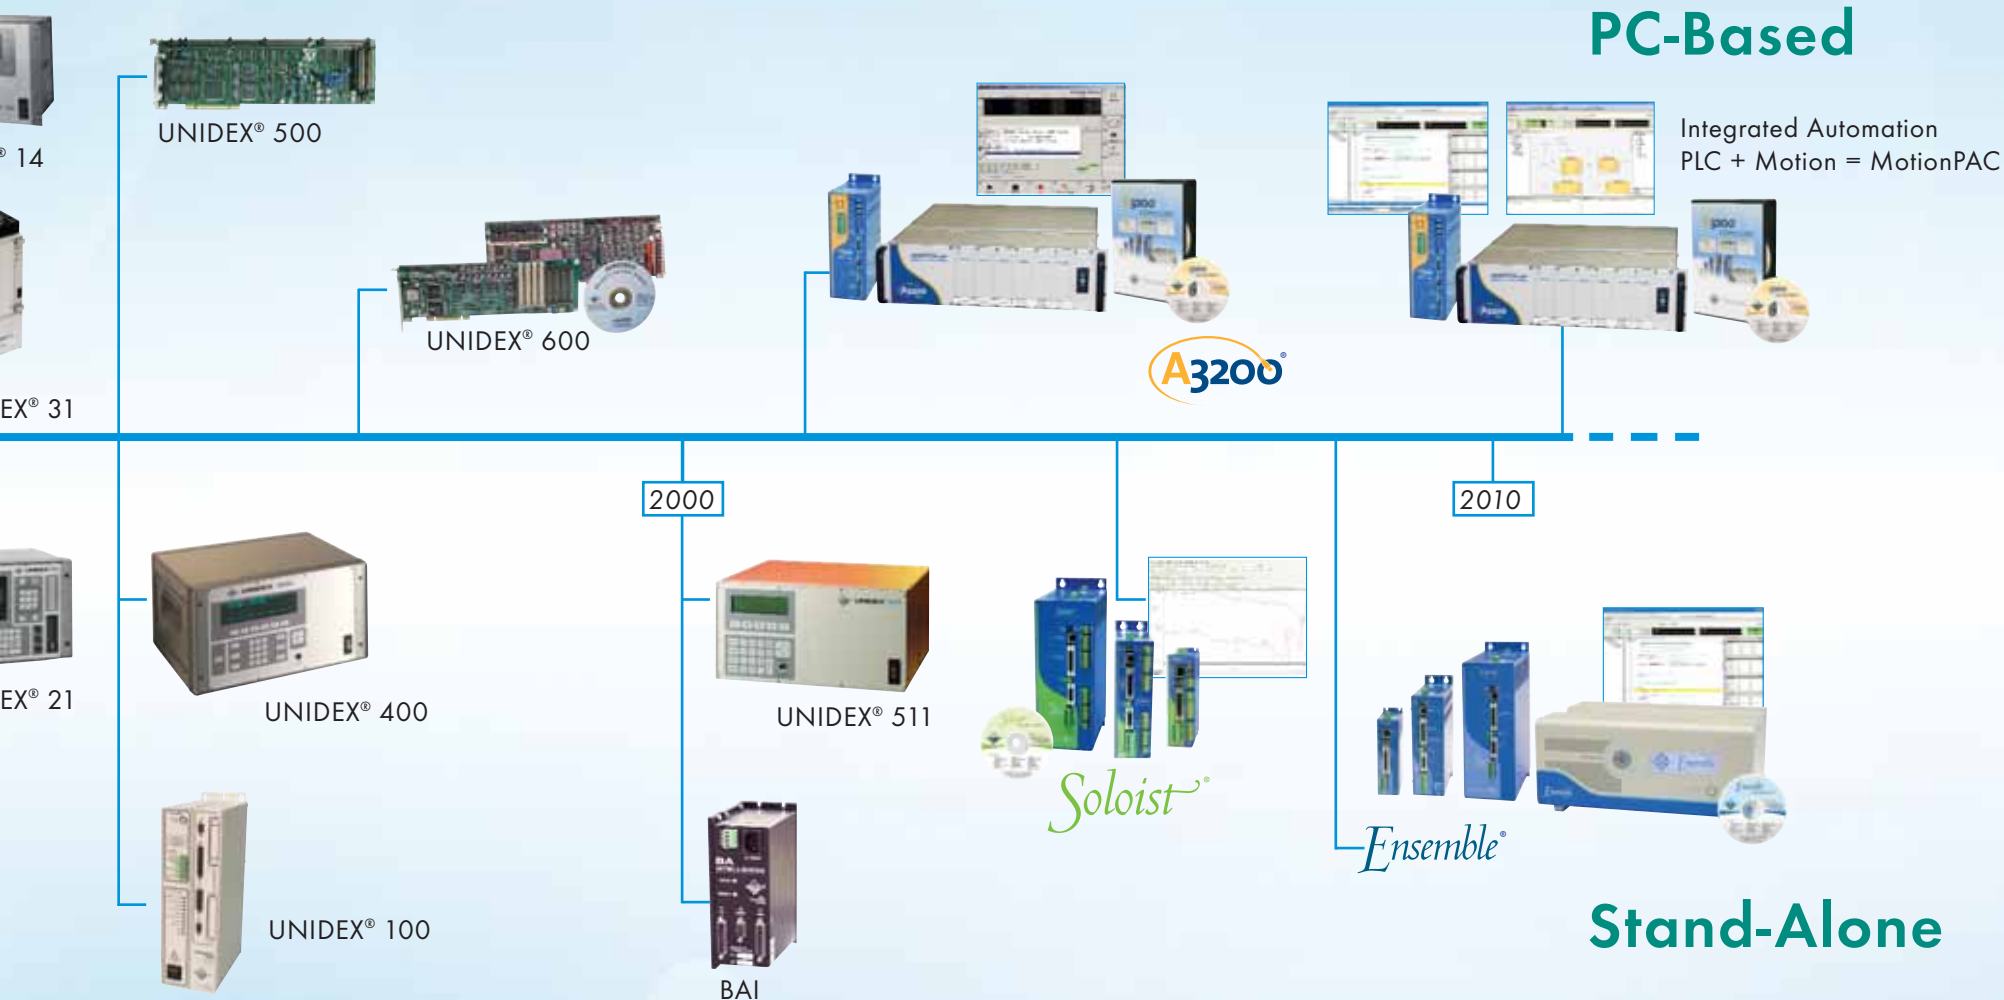 PC-Based
UNIDEX® 500
® 14
Integrated Automation
PLC + Motion = MotionPAC
UNIDEX® 600
A3200®
EX® 31
2000
2010
UNIDEX® 400
EX® 21
UNIDEX® 511
Soloist®
Ensemble®
UNIDEX® 100
Stand-Alone
BAI